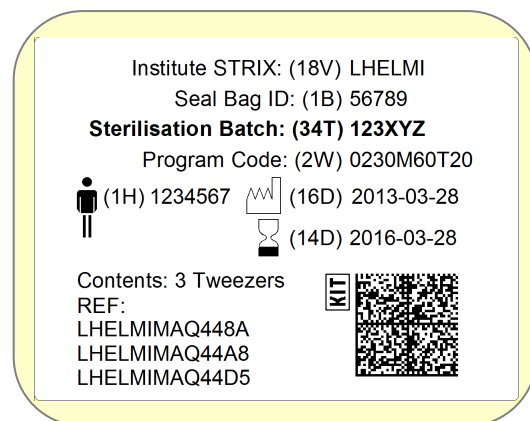 Institute STRIX: (18V) LHELMI
Seal Bag ID: (1B) 56789
Sterilisation Batch: (34T) 123XYZ
Program Code: (2W) 0230M60T20
(1H) 1234567 (16D) 2013-03-28
(14D) 2016-03-28
Contents: 3 Tweezers
REF:
LHELMIMAQ448A
LHELMIMAQ44A8
LHELMIMAQ44D5
KIT